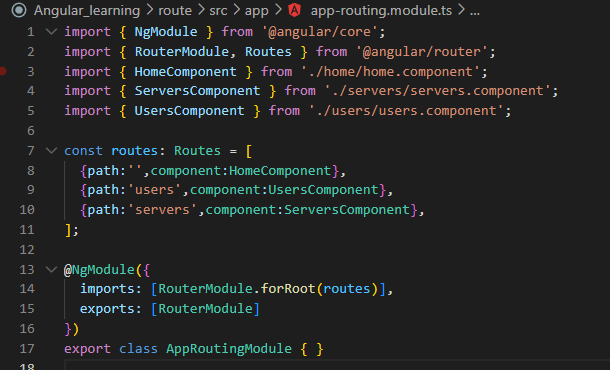 Angular_learning > route > src > app > app-routing.module.ts > ...
1 import { NgModule } from '@angular/core';
2 import { RouterModule, Routes } from '@angular/router';
3 import { HomeComponent } from './home/home.component';
4 import { ServersComponent } from './servers/servers.component';
5 import { UsersComponent } from './users/users.component';
6
7 const routes: Routes = [
8   {path:'',component:HomeComponent},
9   {path:'users',component:UsersComponent},
10   {path:'servers',component:ServersComponent},
11 ];
12
13 @NgModule({
14   imports: [RouterModule.forRoot(routes)],
15   exports: [RouterModule]
16 })
17 export class AppRoutingModule { }
18